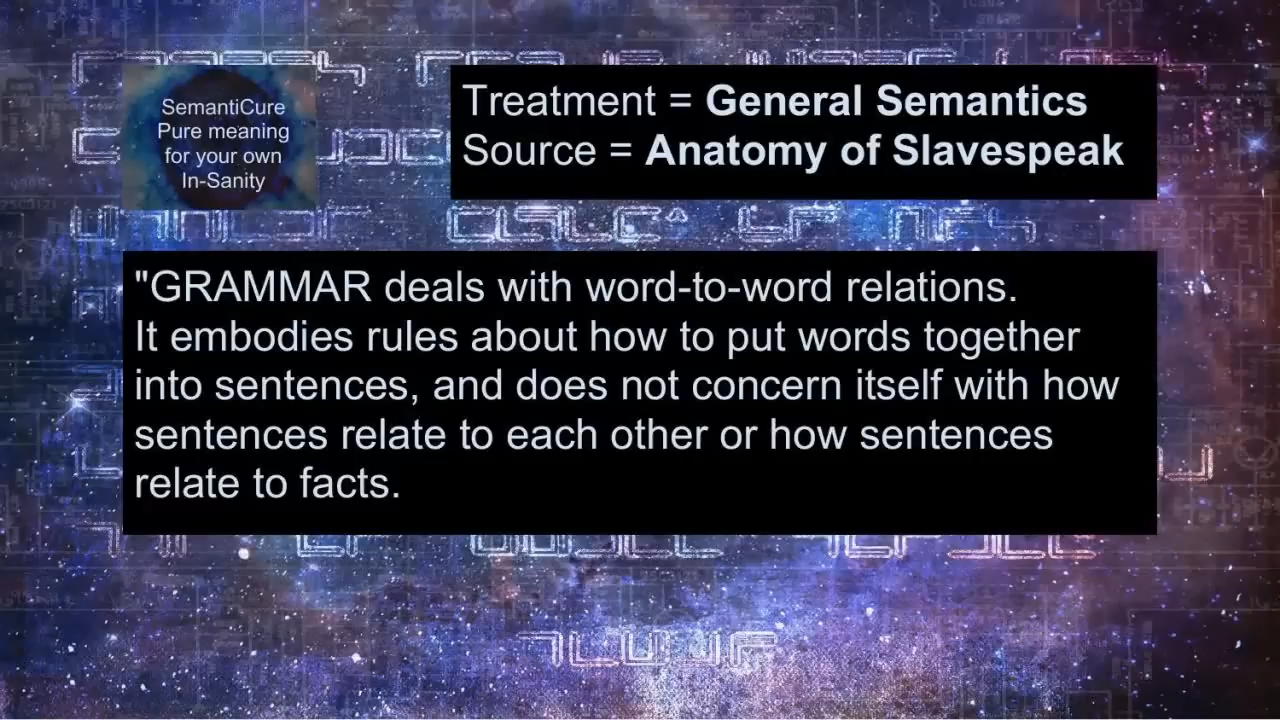 SemantiCure
Pure meaning
for your own
In-Sanity
Treatment = General Semantics
Source = Anatomy of Slavespeak
"GRAMMAR deals with word-to-word relations.
It embodies rules about how to put words together
into sentences, and does not concern itself with how
sentences relate to each other or how sentences
relate to facts.